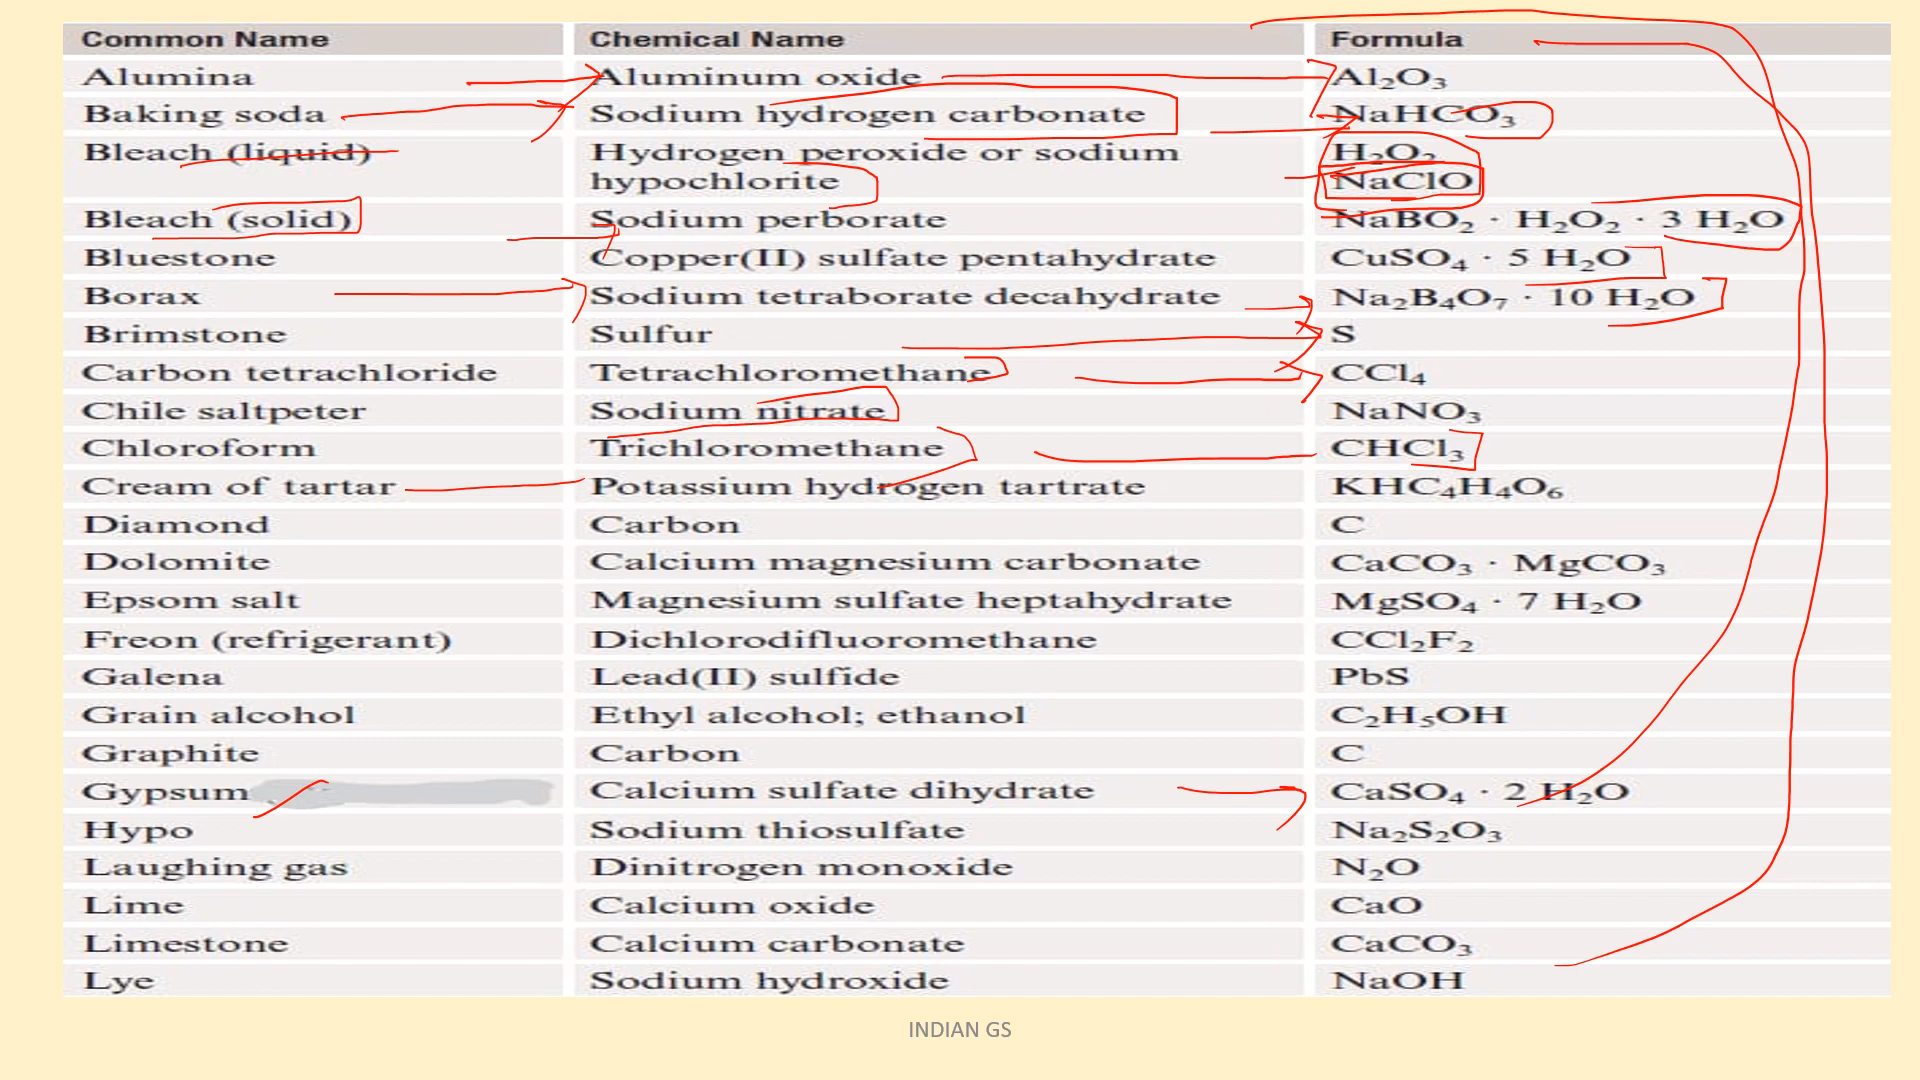 Common Name Chemical Name Formula
Alumina Aluminum oxide Al₂O₃
Baking soda Sodium hydrogen carbonate NaHCO₃
Bleach (liquid) Hydrogen peroxide or sodium H₂O₂
hypochlorite NaClO
Bleach (solid) Sodium perborate NaBO₂ · H₂O₂ · 3 H₂O
Bluestone Copper(II) sulfate pentahydrate CuSO₄ · 5 H₂O
Borax Sodium tetraborate decahydrate Na₂B₄O₇ · 10 H₂O
Brimstone Sulfur S
Carbon tetrachloride Tetrachloromethane CCl₄
Chile saltpeter Sodium nitrate NaNO₃
Chloroform Trichloromethane CHCl₃
Cream of tartar Potassium hydrogen tartrate KHC₄H₄O₆
Diamond Carbon C
Dolomite Calcium magnesium carbonate CaCO₃ · MgCO₃
Epsom salt Magnesium sulfate heptahydrate MgSO₄ · 7 H₂O
Freon (refrigerant) Dichlorodifluoromethane CCl₂F₂
Galena Lead(II) sulfide PbS
Grain alcohol Ethyl alcohol; ethanol C₂H₅OH
Graphite Carbon C
Gypsum Calcium sulfate dihydrate CaSO₄ · 2 H₂O
Hypo Sodium thiosulfate Na₂S₂O₃
Laughing gas Dinitrogen monoxide N₂O
Lime Calcium oxide CaO
Limestone Calcium carbonate CaCO₃
Lye Sodium hydroxide NaOH
INDIAN GS